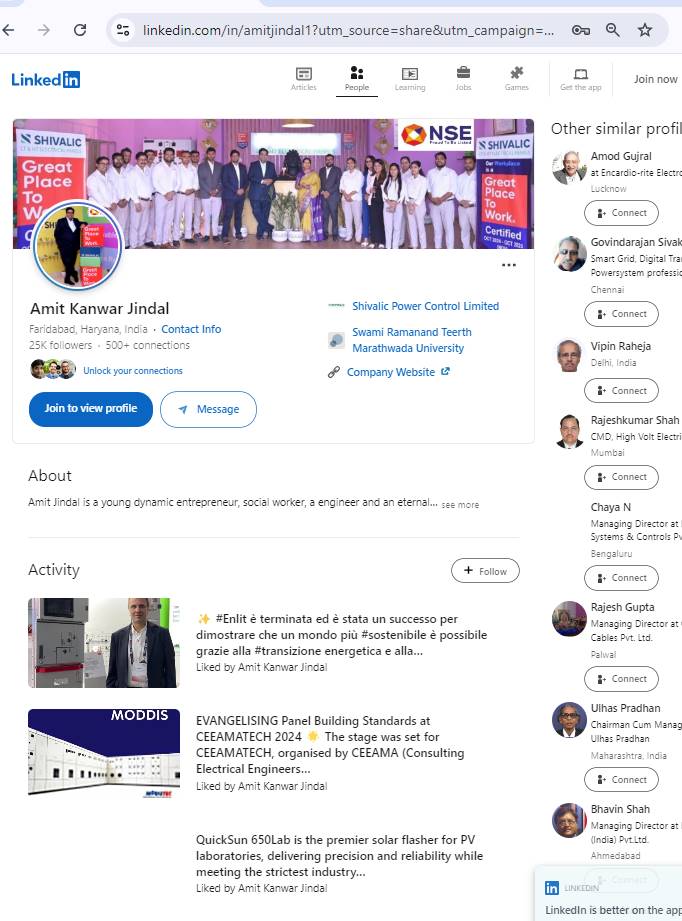 linkedin.com/in/amitjindal1?utm_source=share&utm_campaign=...
Linked in
Articles
People
Learning
Jobs
Games
Get the app
Join now
SHIVALIC
Great
Place
To
Work.
NSE
Proud To Be Listed
SHIVALIC
Great
Place
To
Work.
Certified
Amit Kanwar Jindal
Faridabad, Haryana, India · Contact Info
25K followers · 500+ connections
Unlock your connections
Join to view profile
Message
Shivalic Power Control Limited
Swami Ramanand Teerth
Marathwada University
Company Website
About
Amit Jindal is a young dynamic entrepreneur, social worker, a engineer and an eternal… see more
Activity
+ Follow
✨ #Enlit è terminata ed è stata un successo per
dimostrare che un mondo più #sostenibile è possibile
grazie alla #transizione energetica e alla…
Liked by Amit Kanwar Jindal
MODDIS
EVANGELISING Panel Building Standards at
CEEAMATECH 2024 🌟 The stage was set for
CEEAMATECH, organised by CEEAMA (Consulting
Electrical Engineers…
Liked by Amit Kanwar Jindal
QuickSun 650Lab is the premier solar flasher for PV
laboratories, delivering precision and reliability while
meeting the strictest industry…
Liked by Amit Kanwar Jindal
Other similar profil
Amod Gujral
at Encardio-rite Electro
Lucknow
Connect
Govindarajan Sivak
Smart Grid, Digital Tra
Powersystem professio
Chennai
Connect
Vipin Raheja
Delhi, India
Connect
Rajeshkumar Shah
CMD, High Volt Electri
Mumbai
Connect
Chaya N
Managing Director at
Systems & Controls Pv
Bengaluru
Connect
Rajesh Gupta
Managing Director at
Cables Pvt. Ltd.
Palwal
Connect
Ulhas Pradhan
Chairman Cum Manag
Ulhas Pradhan
Maharashtra, India
Connect
Bhavin Shah
Managing Director at
(India) Pvt.Ltd.
Ahmedabad
Connect
in LINKEDIN
LinkedIn is better on the app